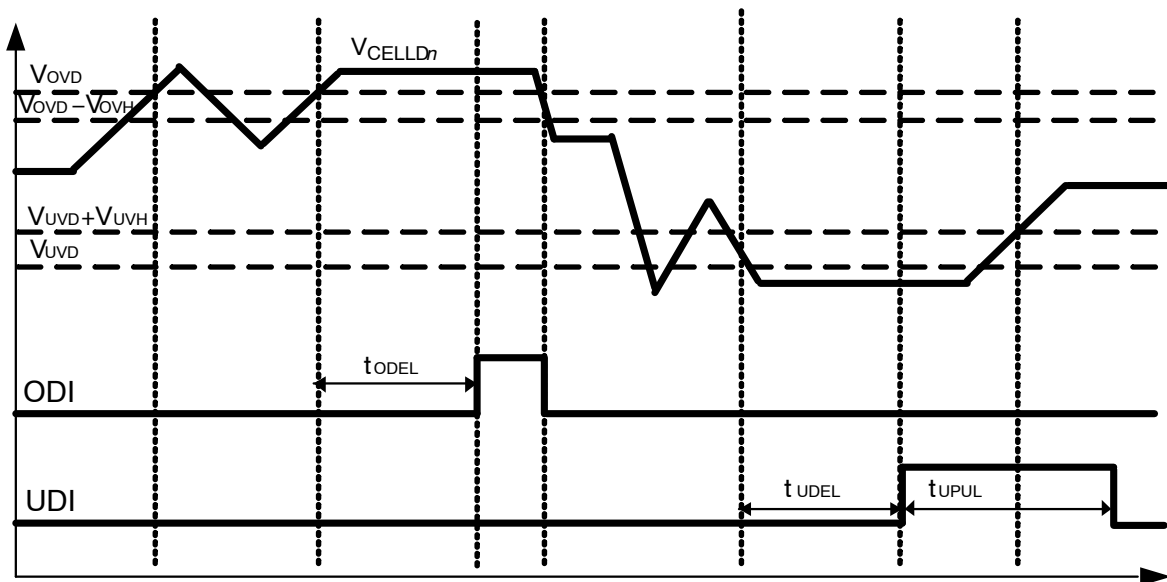 VCELLDn
VOVD
VOVD – VOVH
VUVD+VUVH
VUVD
tODEL
ODI
tUDEL
tUPUL
UDI